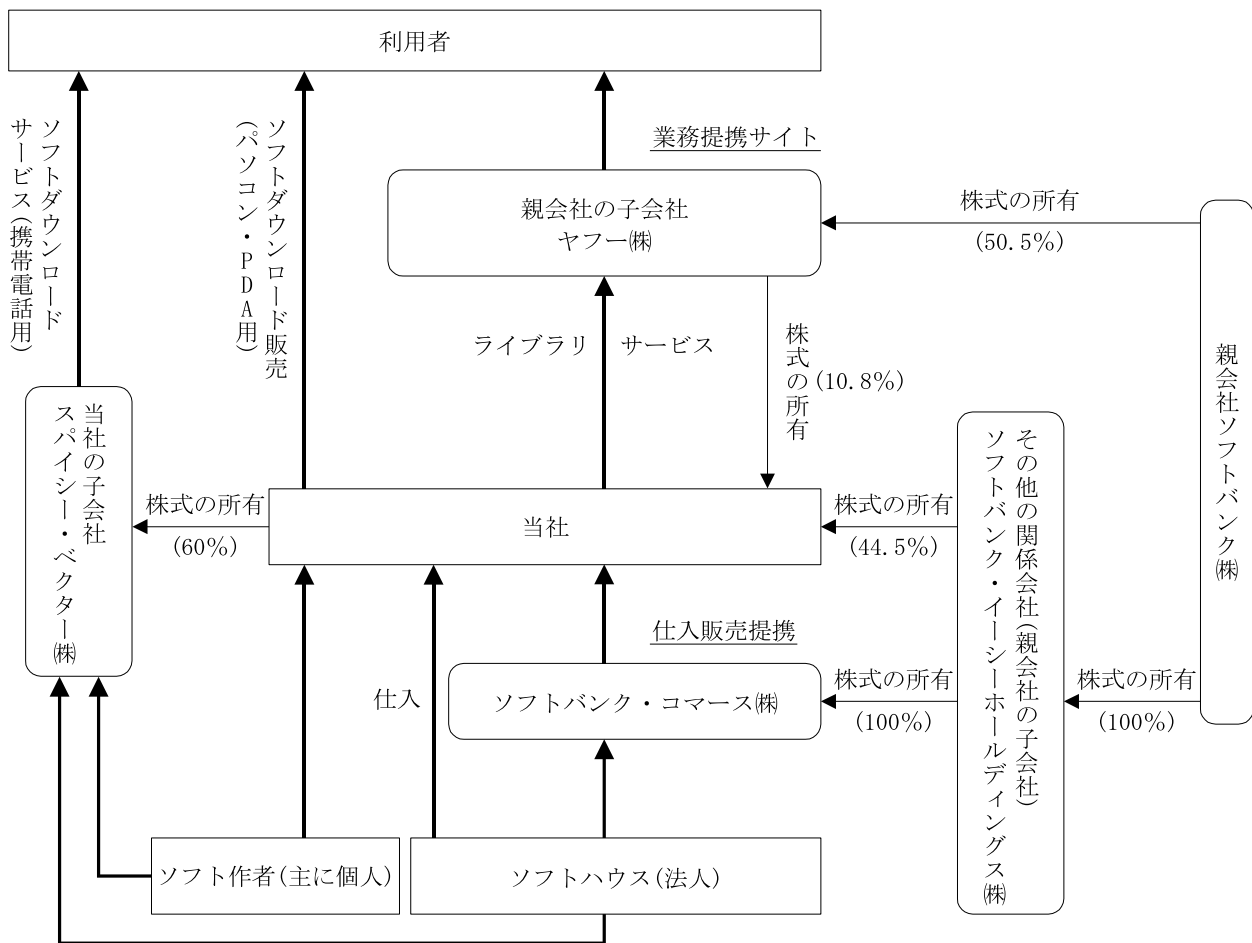 利用者
ソフトダウンロード
サービス(携帯電話用)
ソフトダウンロード販売
(パソコン・PDA用)
業務提携サイト
親会社の子会社
ヤフー㈱
株式の所有
(50.5%)
ライブラリ サービス
株式の所有
(10.8%)
親会社ソフトバンク㈱
当社の子会社
スパイシー・ベクター㈱
株式の所有
(60%)
当社
株式の所有
(44.5%)
その他の関係会社(親会社の子会社)
ソフトバンク・イーシーホールディングス㈱
仕入販売提携
仕入
ソフトバンク・コマース㈱
株式の所有
(100%)
株式の所有
(100%)
ソフト作者(主に個人)
ソフトハウス(法人)